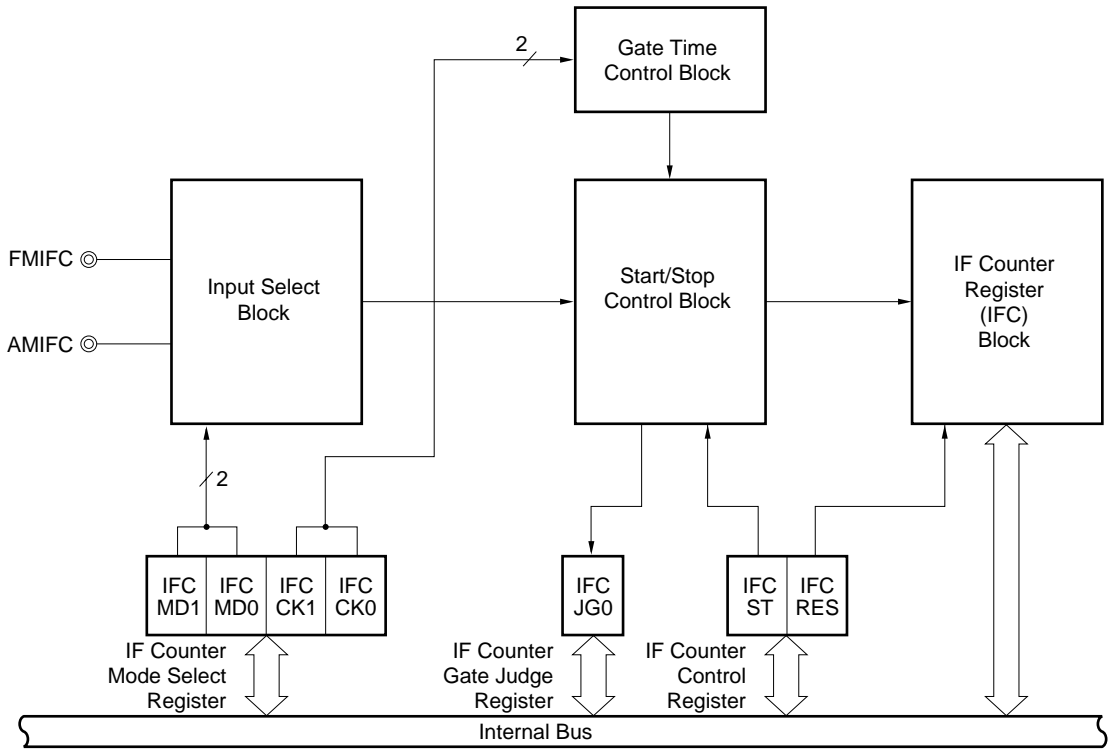 2
Gate Time
Control Block
FMIFC
AMIFC
Input Select
Block
Start/Stop
Control Block
IF Counter
Register
(IFC)
Block
2
IFC
MD1
IFC
MD0
IFC
CK1
IFC
CK0
IFC
JG0
IFC
ST
IFC
RES
IF Counter
Mode Select
Register
IF Counter
Gate Judge
Register
IF Counter
Control
Register
Internal Bus